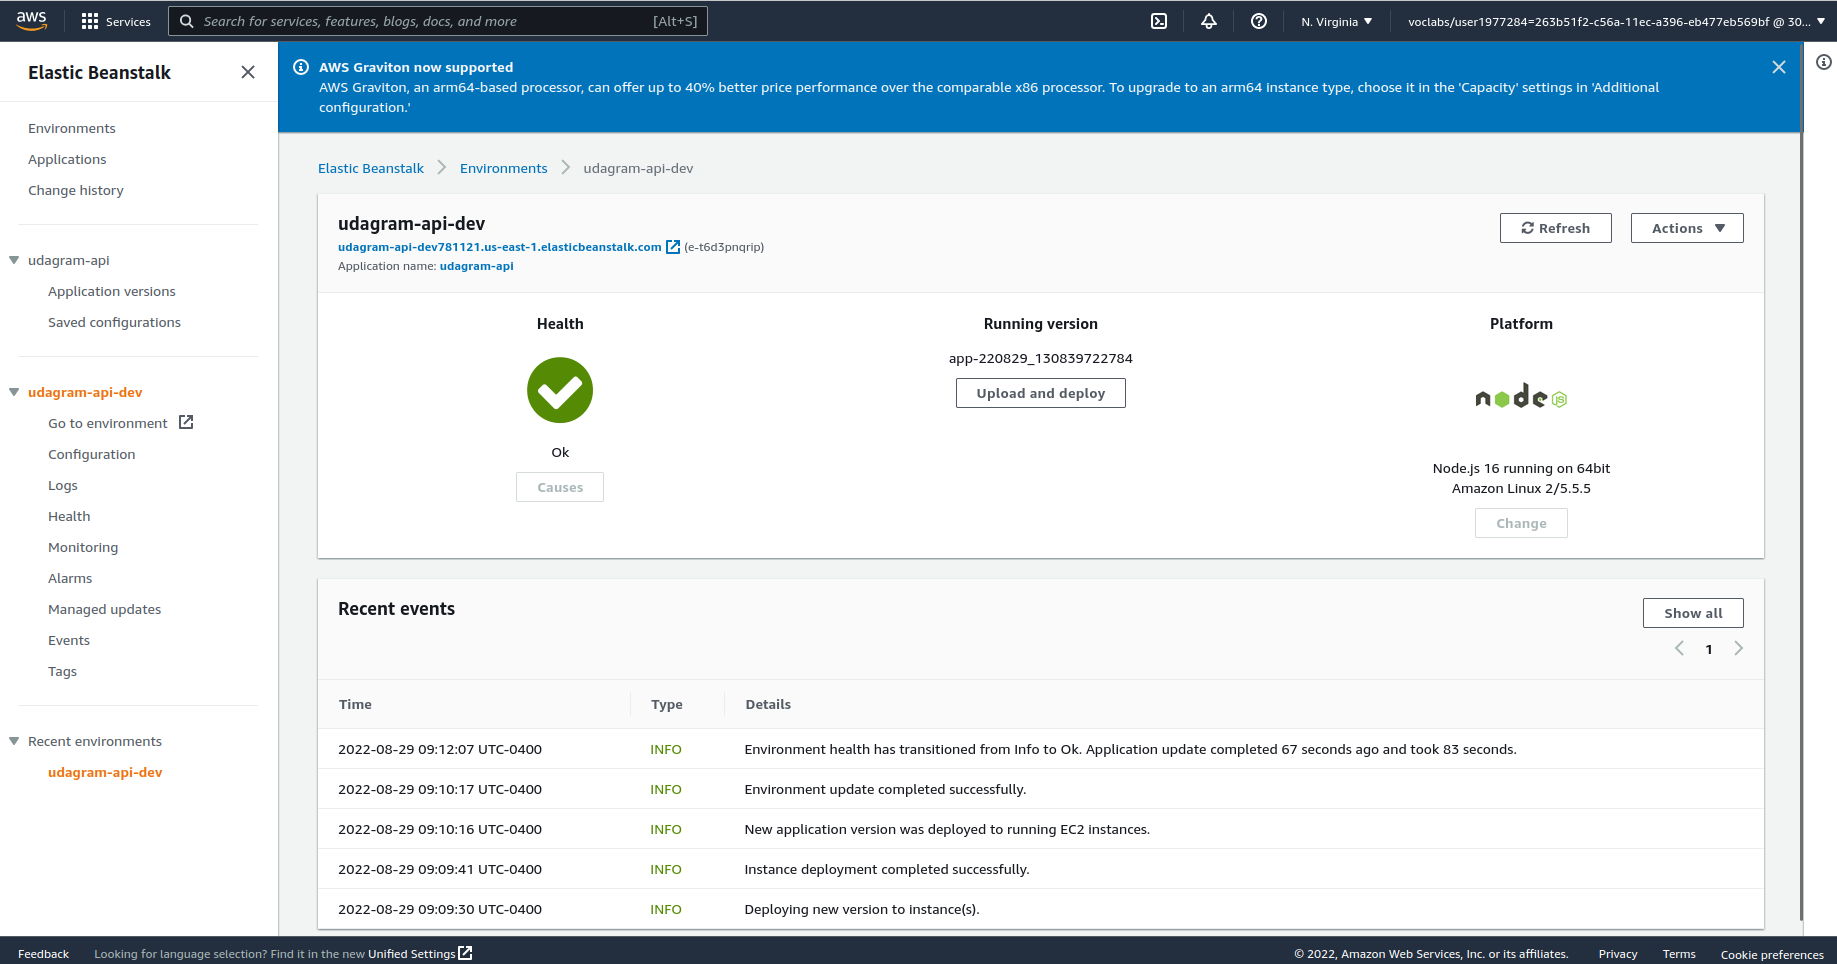 aws
Services
Search for services, features, blogs, docs, and more [Alt+S]
N. Virginia
voclabs/user1977284=263b51f2-c56a-11ec-a396-eb477eb569bf @ 30...
Elastic Beanstalk
Environments
Applications
Change history
udagram-api
Application versions
Saved configurations
udagram-api-dev
Go to environment
Configuration
Logs
Health
Monitoring
Alarms
Managed updates
Events
Tags
Recent environments
udagram-api-dev
AWS Graviton now supported
AWS Graviton, an arm64-based processor, can offer up to 40% better price performance over the comparable x86 processor. To upgrade to an arm64 instance type, choose it in the 'Capacity' settings in 'Additional
configuration.'
Elastic Beanstalk Environments udagram-api-dev
udagram-api-dev
udagram-api-dev781121.us-east-1.elasticbeanstalk.com (e-t6d3pnqrip)
Application name: udagram-api
Refresh
Actions
Health
Ok
Causes
Running version
app-220829_130839722784
Upload and deploy
Platform
node JS
Node.js 16 running on 64bit
Amazon Linux 2/5.5.5
Change
Recent events
Show all
1
Time Type Details
2022-08-29 09:12:07 UTC-0400 INFO Environment health has transitioned from Info to Ok. Application update completed 67 seconds ago and took 83 seconds.
2022-08-29 09:10:17 UTC-0400 INFO Environment update completed successfully.
2022-08-29 09:10:16 UTC-0400 INFO New application version was deployed to running EC2 instances.
2022-08-29 09:09:41 UTC-0400 INFO Instance deployment completed successfully.
2022-08-29 09:09:30 UTC-0400 INFO Deploying new version to instance(s).
Feedback Looking for language selection? Find it in the new Unified Settings © 2022, Amazon Web Services, Inc. or its affiliates. Privacy Terms Cookie preferences